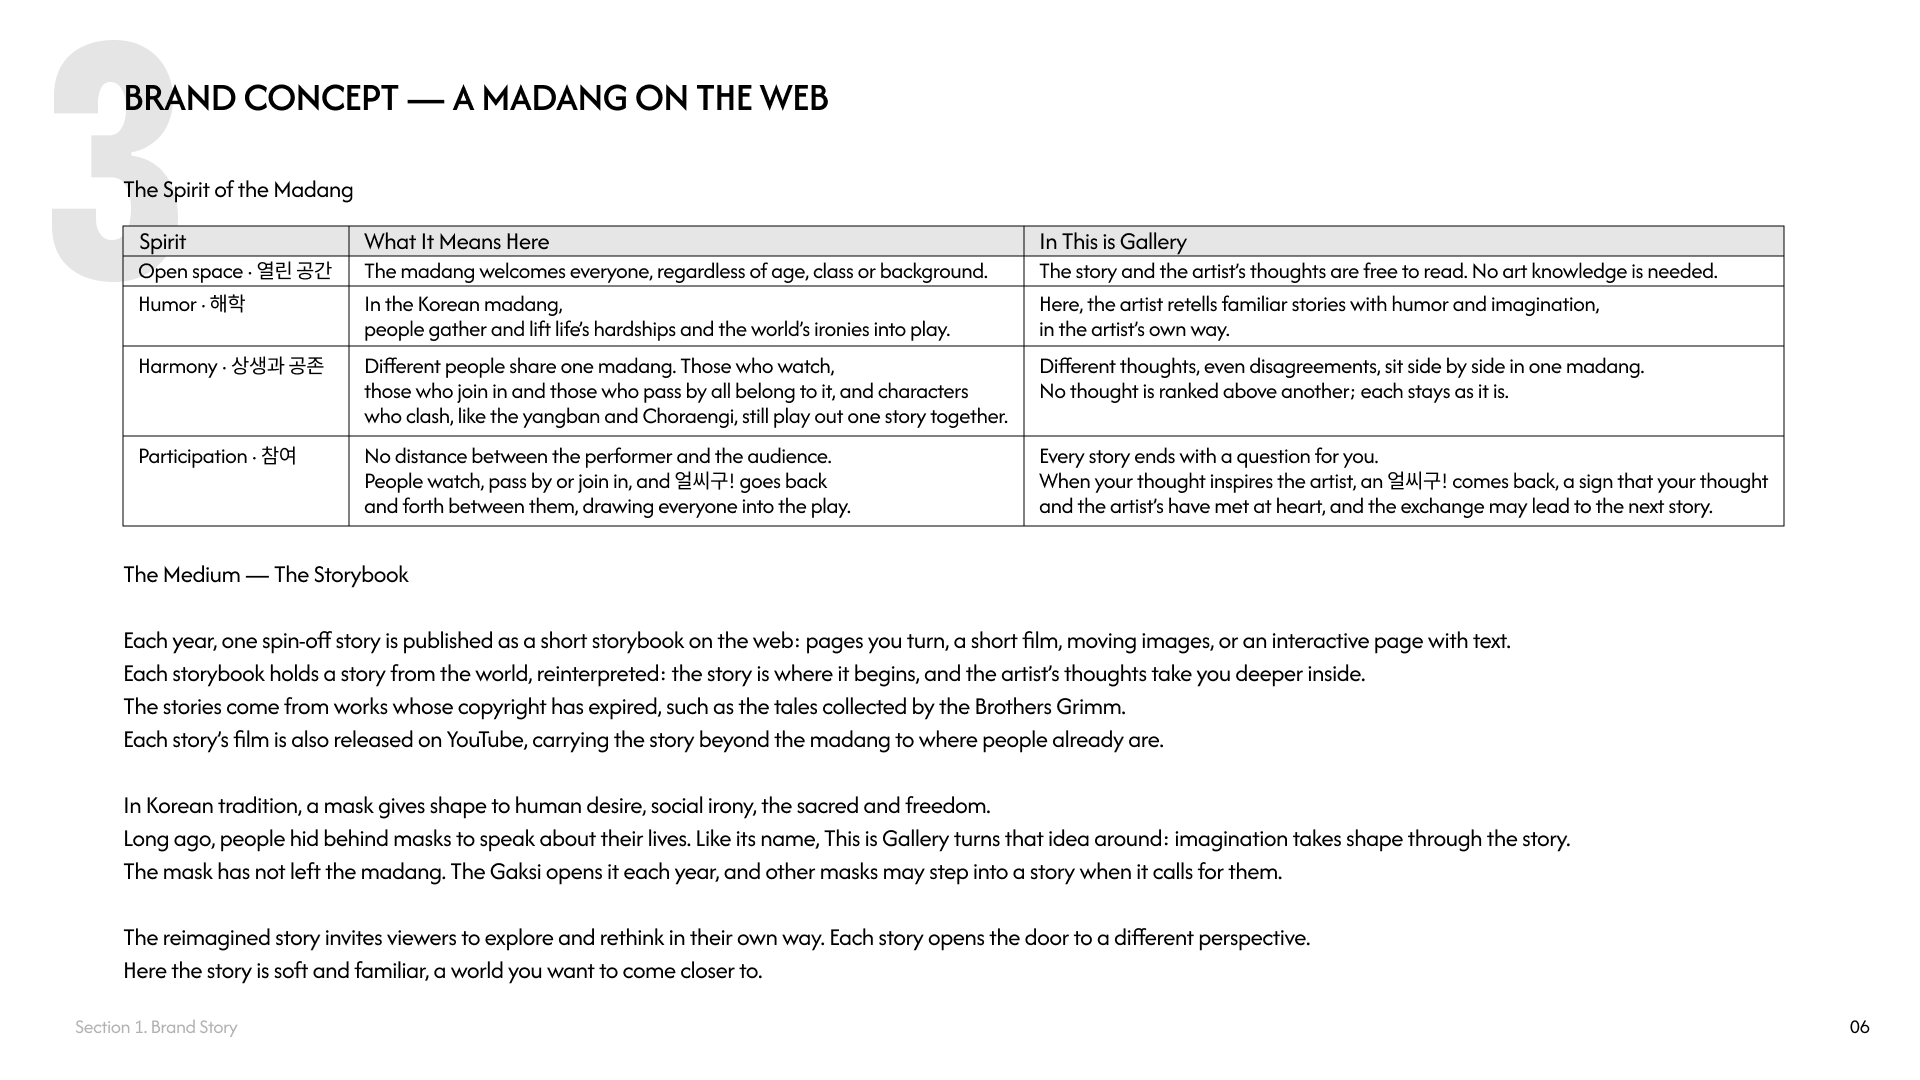 3
BRAND CONCEPT — A MADANG ON THE WEB
The Spirit of the Madang
Spirit
What It Means Here
In This is Gallery
Open space · 열린 공간
The madang welcomes everyone, regardless of age, class or background.
The story and the artist’s thoughts are free to read. No art knowledge is needed.
Humor · 해학
In the Korean madang,
people gather and lift life’s hardships and the world’s ironies into play.
Here, the artist retells familiar stories with humor and imagination,
in the artist’s own way.
Harmony · 상생과 공존
Different people share one madang. Those who watch,
those who join in and those who pass by all belong to it, and characters
who clash, like the yangban and Choraengi, still play out one story together.
Different thoughts, even disagreements, sit side by side in one madang.
No thought is ranked above another; each stays as it is.
Participation · 참여
No distance between the performer and the audience.
People watch, pass by or join in, and 얼씨구! goes back
and forth between them, drawing everyone into the play.
Every story ends with a question for you.
When your thought inspires the artist, an 얼씨구! comes back, a sign that your thought
and the artist’s have met at heart, and the exchange may lead to the next story.
The Medium — The Storybook
Each year, one spin-off story is published as a short storybook on the web: pages you turn, a short film, moving images, or an interactive page with text.
Each storybook holds a story from the world, reinterpreted: the story is where it begins, and the artist’s thoughts take you deeper inside.
The stories come from works whose copyright has expired, such as the tales collected by the Brothers Grimm.
Each story’s film is also released on YouTube, carrying the story beyond the madang to where people already are.
In Korean tradition, a mask gives shape to human desire, social irony, the sacred and freedom.
Long ago, people hid behind masks to speak about their lives. Like its name, This is Gallery turns that idea around: imagination takes shape through the story.
The mask has not left the madang. The Gaksi opens it each year, and other masks may step into a story when it calls for them.
The reimagined story invites viewers to explore and rethink in their own way. Each story opens the door to a different perspective.
Here the story is soft and familiar, a world you want to come closer to.
Section 1. Brand Story
06